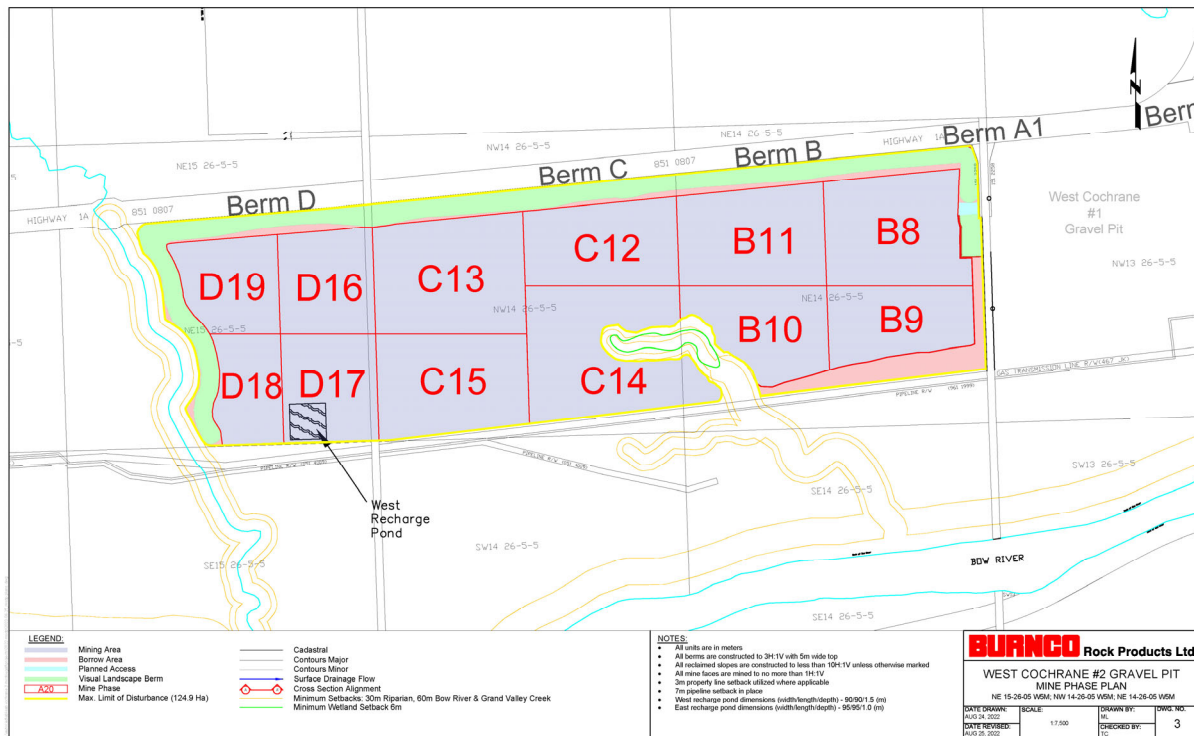 NE14 26 5-5
NW14 26-5-5
HIGHWAY 1A
Berm A1
Berm
Berm B
851 0807
Berm C
NE15 26-5-5
Berm D
851 0807
HIGHWAY 1A
N
West Cochrane
#1
Gravel Pit
NW13 26-5-5
B8
B11
C12
C13
D16
D19
NE14 26-5-5
NW14 26-5-5
NE15 26-5-5
B9
B10
C14
C15
D17
D18
GAS TRANSMISSION LINE R/W(467 JK)
PIPELINE R/W (961 1999)
West
Recharge
Pond
SW13 26-5-5
SE14 26-5-5
SW14 26-5-5
SE15 26-5-5
BOW RIVER
SE14 26-5-5
LEGEND:
Mining Area
Borrow Area
Planned Access
Visual Landscape Berm
A20 Mine Phase
Max. Limit of Disturbance (124.9 Ha)
Cadastral
Contours Major
Contours Minor
Surface Drainage Flow
Cross Section Alignment
Minimum Setbacks: 30m Riparian, 60m Bow River & Grand Valley Creek
Minimum Wetland Setback 6m
NOTES:
• All units are in meters
• All berms are constructed to 3H:1V with 5m wide top
• All reclaimed slopes are constructed to less than 10H:1V unless otherwise marked
• All mine faces are mined to no more than 1H:1V
• 3m property line setback utilized where applicable
• 7m pipeline setback in place
• West recharge pond dimensions (width/length/depth) - 90/90/1.5 (m)
• East recharge pond dimensions (width/length/depth) - 95/95/1.0 (m)
BURNCO Rock Products Ltd
WEST COCHRANE #2 GRAVEL PIT
MINE PHASE PLAN
NE 15-26-05 W5M; NW 14-26-05 W5M; NE 14-26-05 W5M
DATE DRAWN:
AUG 24, 2022
DATE REVISED:
AUG 25, 2022
SCALE:
1:7,500
DRAWN BY:
ML
CHECKED BY:
TC
DWG. NO.
3